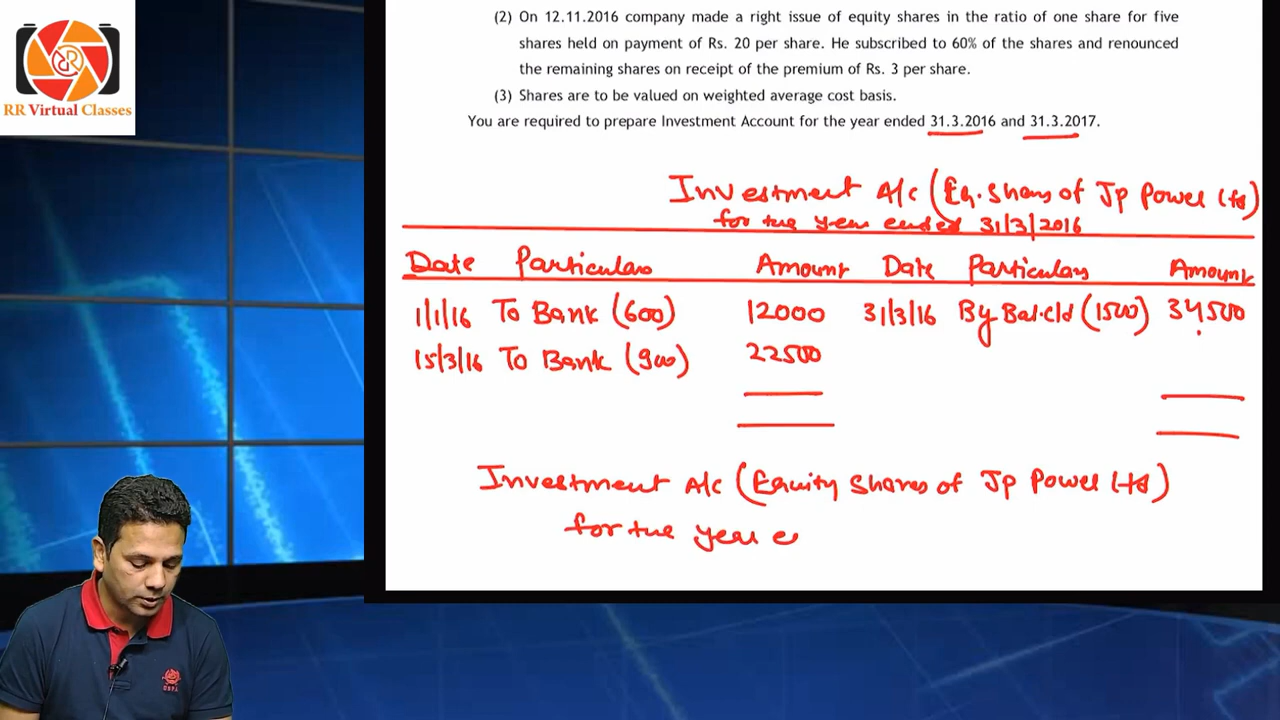 RR Virtual Classes
(2) On 12.11.2016 company made a right issue of equity shares in the ratio of one share for five
shares held on payment of Rs. 20 per share. He subscribed to 60% of the shares and renounced
the remaining shares on receipt of the premium of Rs. 3 per share.
(3) Shares are to be valued on weighted average cost basis.
You are required to prepare Investment Account for the year ended 31.3.2016 and 31.3.2017.
Investment A/c (Eq. Shares of Jp Power Ltd)
for the year ended 31/3/2016
Date Particulars Amount Date Particulars Amount
1/1/16 To Bank (600) 12000 31/3/16 By Bal. c/d (1500) 34500
15/3/16 To Bank (900) 22500
Investment A/c (Equity Shares of Jp Power Ltd)
for the year e